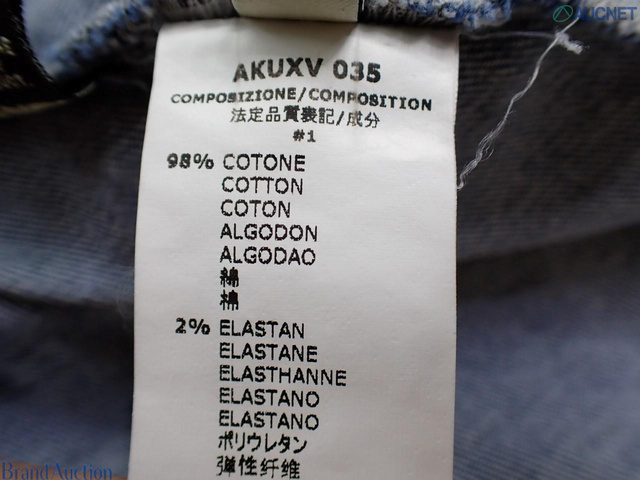 AUCNET
AKUXV 035
COMPOSIZIONE/COMPOSITION
法定品質表記/成分
#1
98% COTONE
COTTON
COTON
ALGODON
ALGODAO
綿
棉
2% ELASTAN
ELASTANE
ELASTHANNE
ELASTANO
ELASTANO
ポリウレタン
弹性纤维
Brand Auction